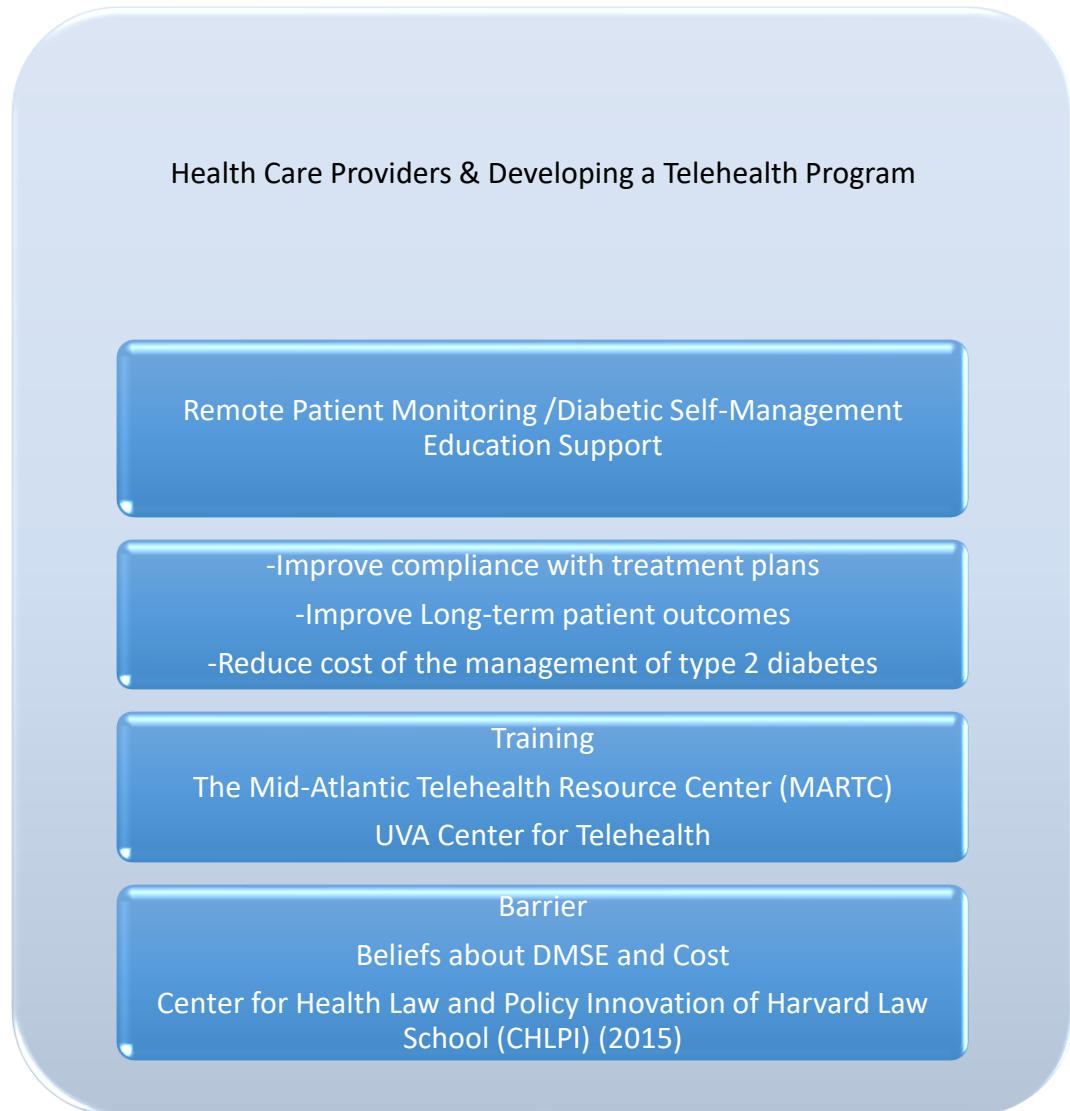 Health Care Providers & Developing a Telehealth Program
Remote Patient Monitoring /Diabetic Self-Management
Education Support
-Improve compliance with treatment plans
-Improve Long-term patient outcomes
-Reduce cost of the management of type 2 diabetes
Training
The Mid-Atlantic Telehealth Resource Center (MARTC)
UVA Center for Telehealth
Barrier
Beliefs about DMSE and Cost
Center for Health Law and Policy Innovation of Harvard Law
School (CHLPI) (2015)